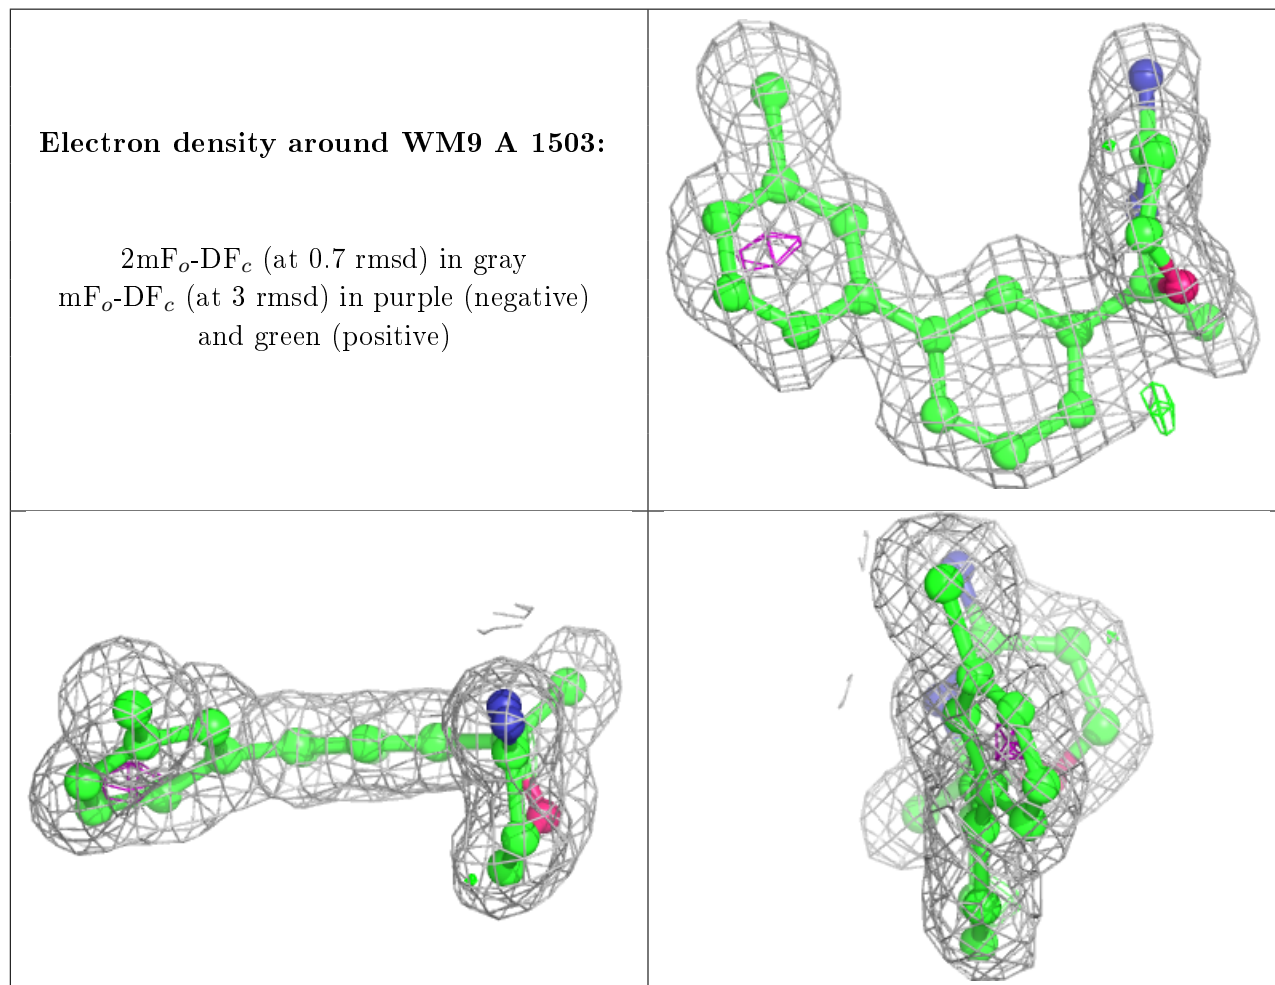 Electron density around WM9 A 1503:
2mFo-DFc (at 0.7 rmsd) in gray
mFo-DFc (at 3 rmsd) in purple (negative)
and green (positive)